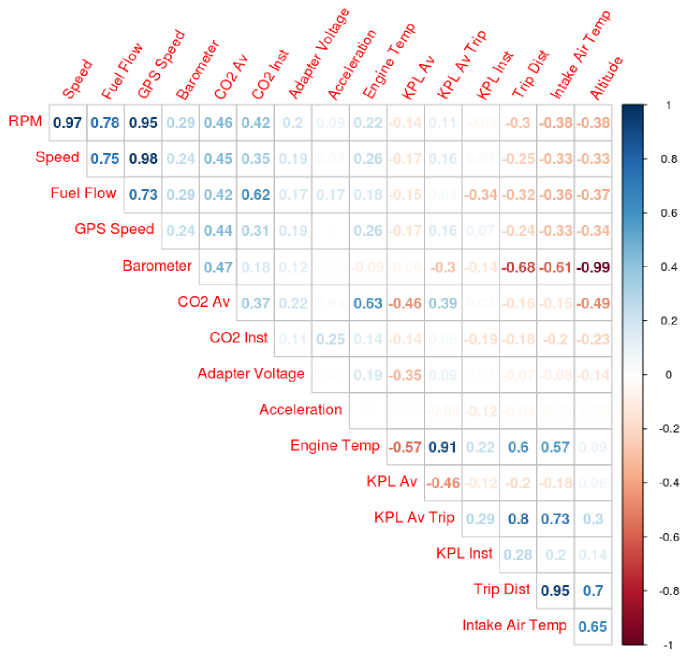 Speed Fuel Flow GPS Speed Barometer CO2 Av CO2 Inst Adapter Voltage Acceleration Engine Temp KPL Av KPL Av Trip KPL Inst Trip Dist Intake Air Temp Altitude
RPM 0.97 0.78 0.95 0.29 0.46 0.42 0.2 0.09 0.22 -0.14 0.11 -0.3 -0.38 -0.38
Speed 0.75 0.98 0.24 0.45 0.35 0.19 0.03 0.26 -0.17 0.16 0.04 -0.25 -0.33 -0.33
Fuel Flow 0.73 0.29 0.42 0.62 0.17 0.17 0.18 -0.15 0.04 -0.34 -0.32 -0.36 -0.37
GPS Speed 0.24 0.44 0.31 0.19 0.26 -0.17 0.16 0.07 -0.24 -0.33 -0.34
Barometer 0.47 0.18 0.12 -0.09 -0.06 -0.3 -0.14 -0.68 -0.61 -0.99
CO2 Av 0.37 0.22 0.04 0.63 -0.46 0.39 0.03 -0.16 -0.15 -0.49
CO2 Inst 0.11 0.25 0.14 -0.14 0.05 -0.19 -0.18 -0.2 -0.23
Adapter Voltage 0.19 -0.35 0.09 -0.07 -0.08 -0.14
Acceleration -0.04 -0.12
Engine Temp -0.57 0.91 0.22 0.6 0.57 0.09
KPL Av -0.46 -0.12 -0.2 -0.18 0.06
KPL Av Trip 0.29 0.8 0.73 0.3
KPL Inst 0.28 0.2 0.14
Trip Dist 0.95 0.7
Intake Air Temp 0.65
1
0.8
0.6
0.4
0.2
0
-0.2
-0.4
-0.6
-0.8
-1